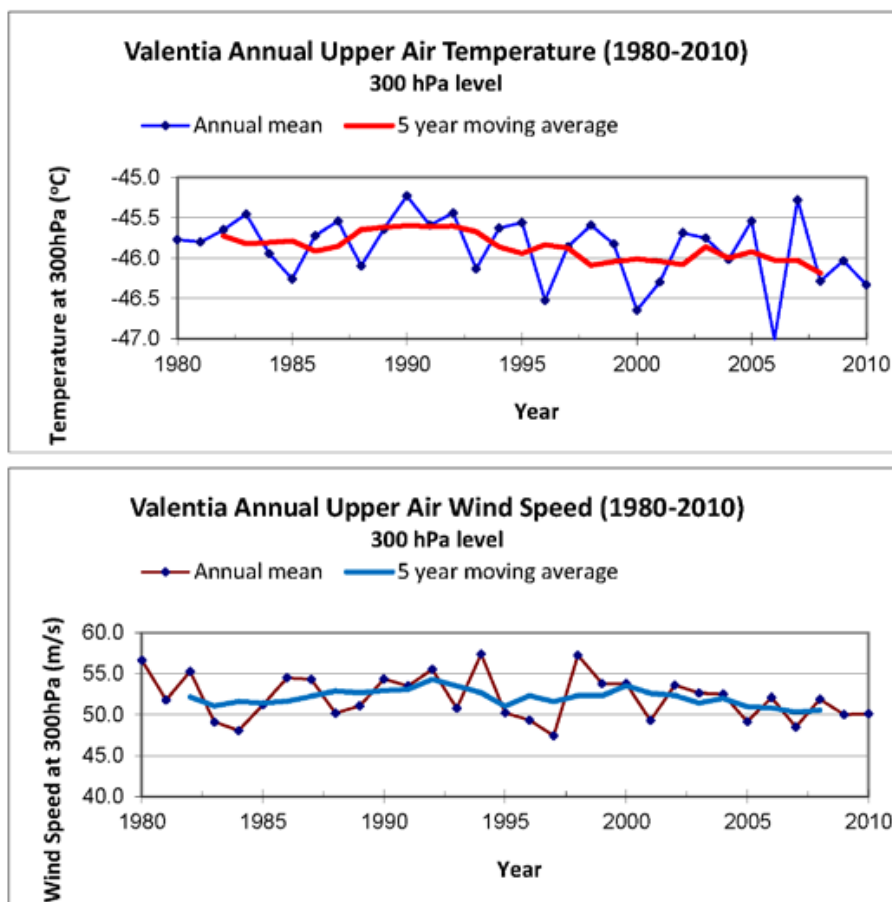 Valentia Annual Upper Air Temperature (1980-2010)
300 hPa level
Annual mean
5 year moving average
Temperature at 300hPa (°C)
-45.0
-45.5
-46.0
-46.5
-47.0
1980
1985
1990
1995
2000
2005
2010
Year
Valentia Annual Upper Air Wind Speed (1980-2010)
300 hPa level
Annual mean
5 year moving average
Wind Speed at 300hPa (m/s)
60.0
55.0
50.0
45.0
40.0
1980
1985
1990
1995
2000
2005
2010
Year